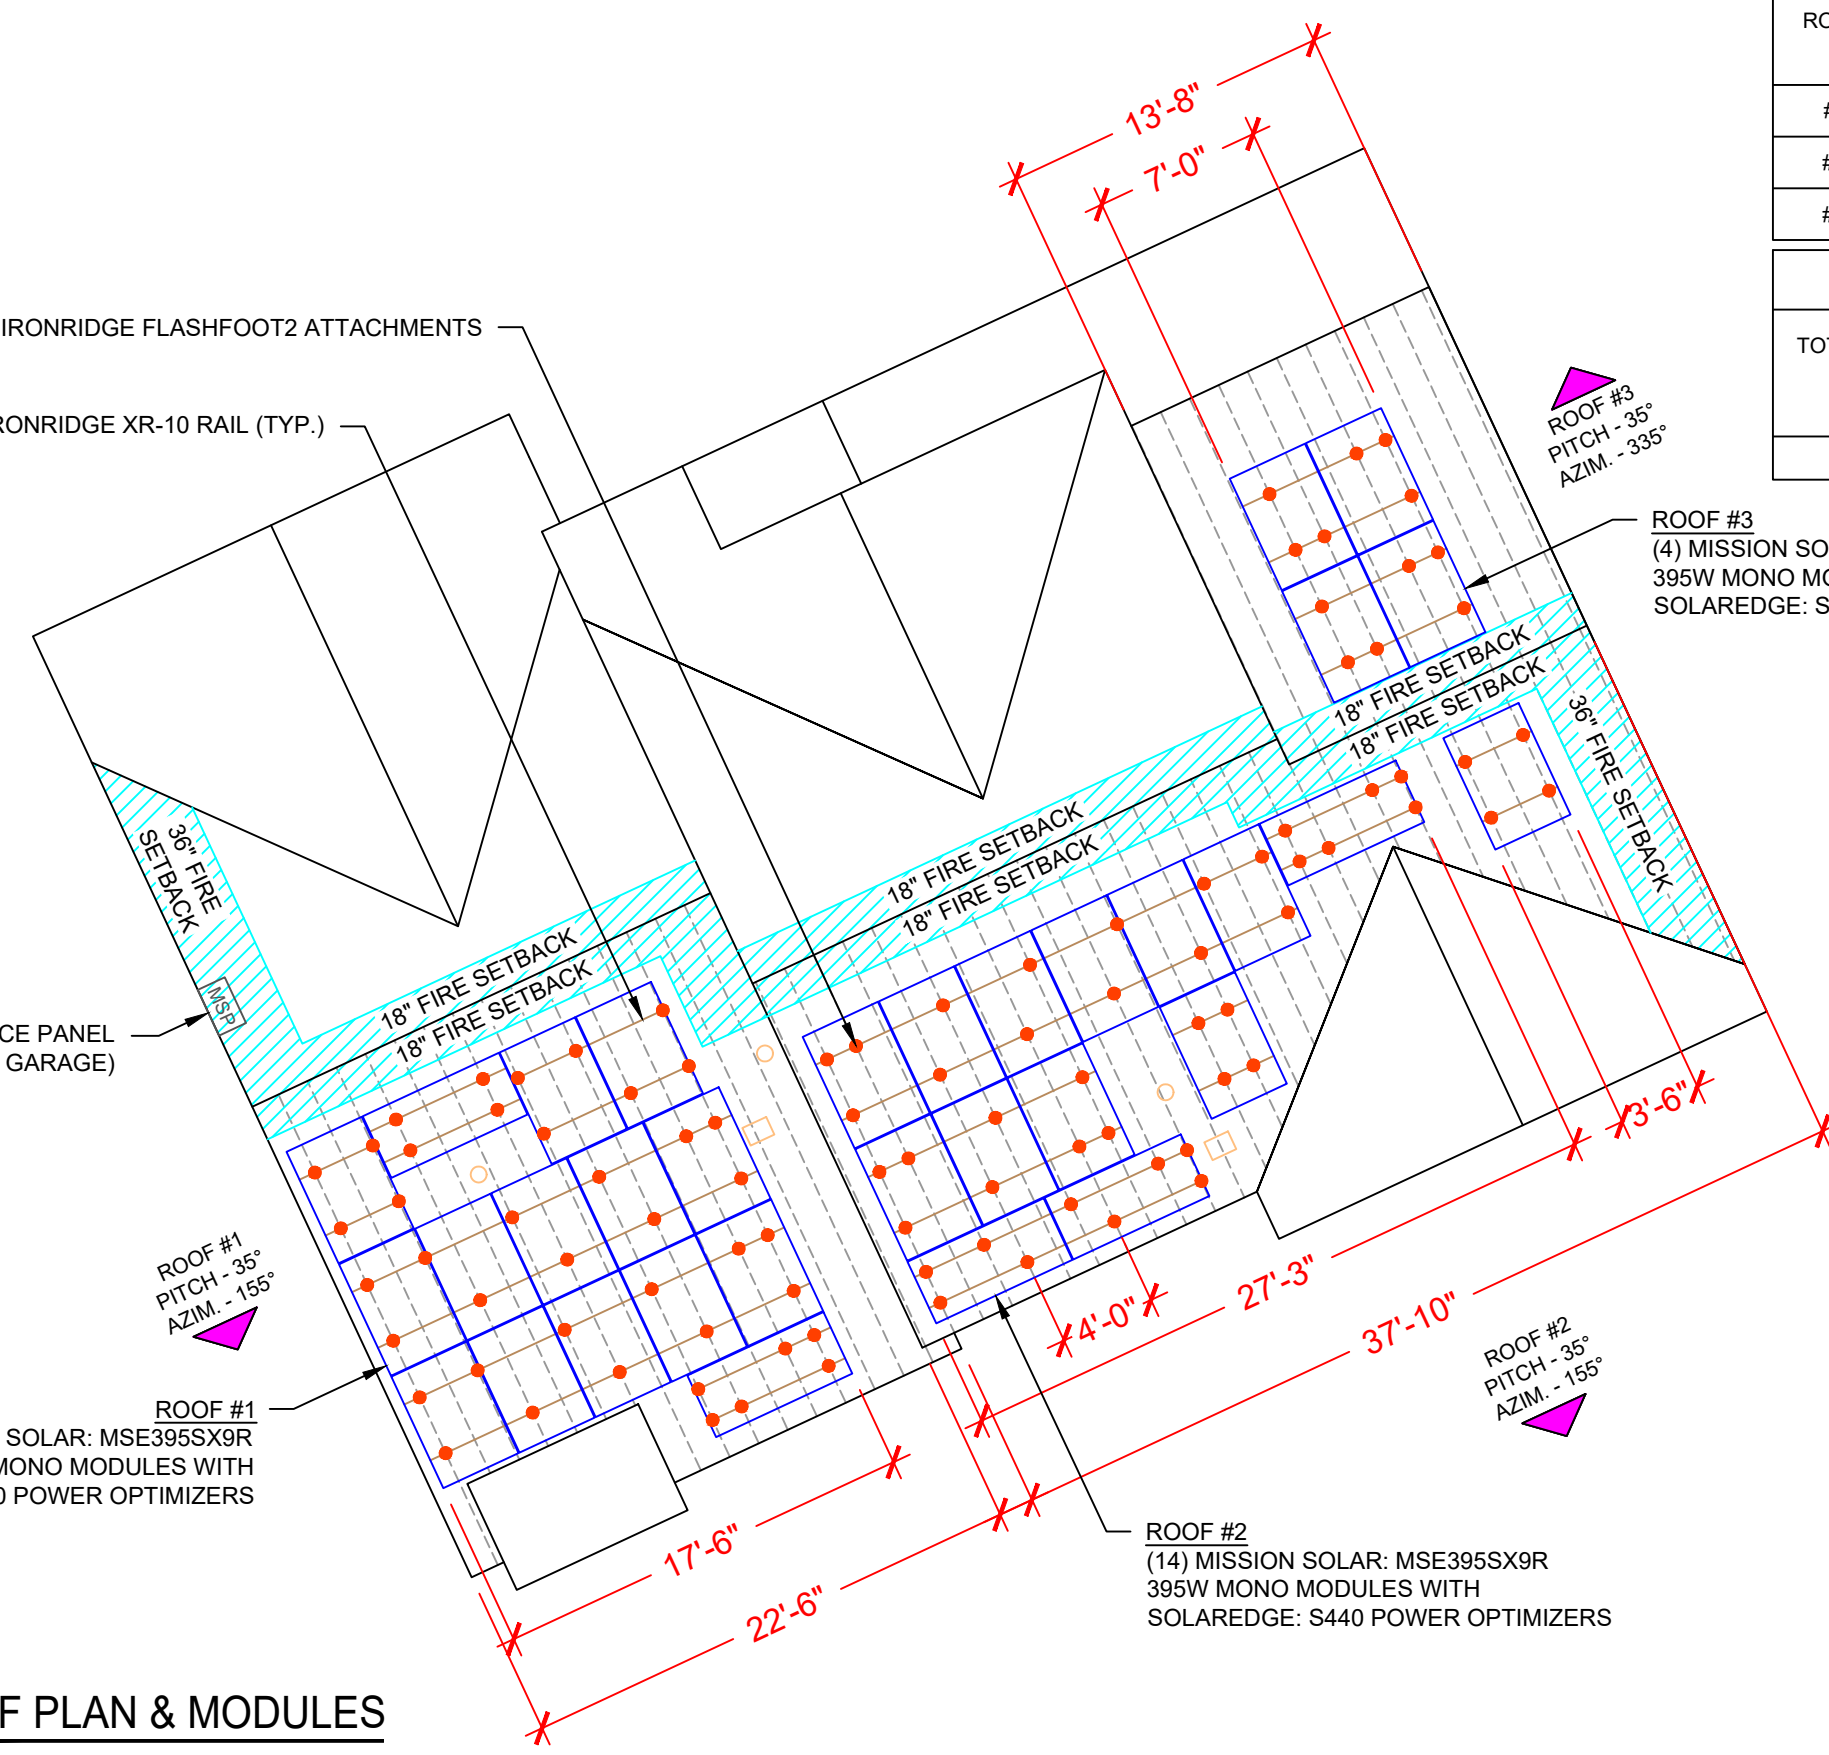 13'-8"
7'-0"
IRONRIDGE FLASHFOOT2 ATTACHMENTS
RONRIDGE XR-10 RAIL (TYP.)
#
#
#
ROOF #3
PITCH - 35°
AZIM. - 335°
ROOF #3
(4) MISSION SO
395W MONO MO
SOLAREDGE: S
18" FIRE SETBACK
18" FIRE SETBACK
36" FIRE SETBACK
18" FIRE SETBACK
18" FIRE SETBACK
36" FIRE
SETBACK
18" FIRE SETBACK
18" FIRE SETBACK
MSP
CE PANEL
GARAGE)
ROOF #1
PITCH - 35°
AZIM. - 155°
ROOF #1
SOLAR: MSE395SX9R
MONO MODULES WITH
0 POWER OPTIMIZERS
3'-6"
27'-3"
4'-0"
37'-10"
ROOF #2
PITCH - 35°
AZIM. - 155°
17'-6"
22'-6"
ROOF #2
(14) MISSION SOLAR: MSE395SX9R
395W MONO MODULES WITH
SOLAREDGE: S440 POWER OPTIMIZERS
F PLAN & MODULES